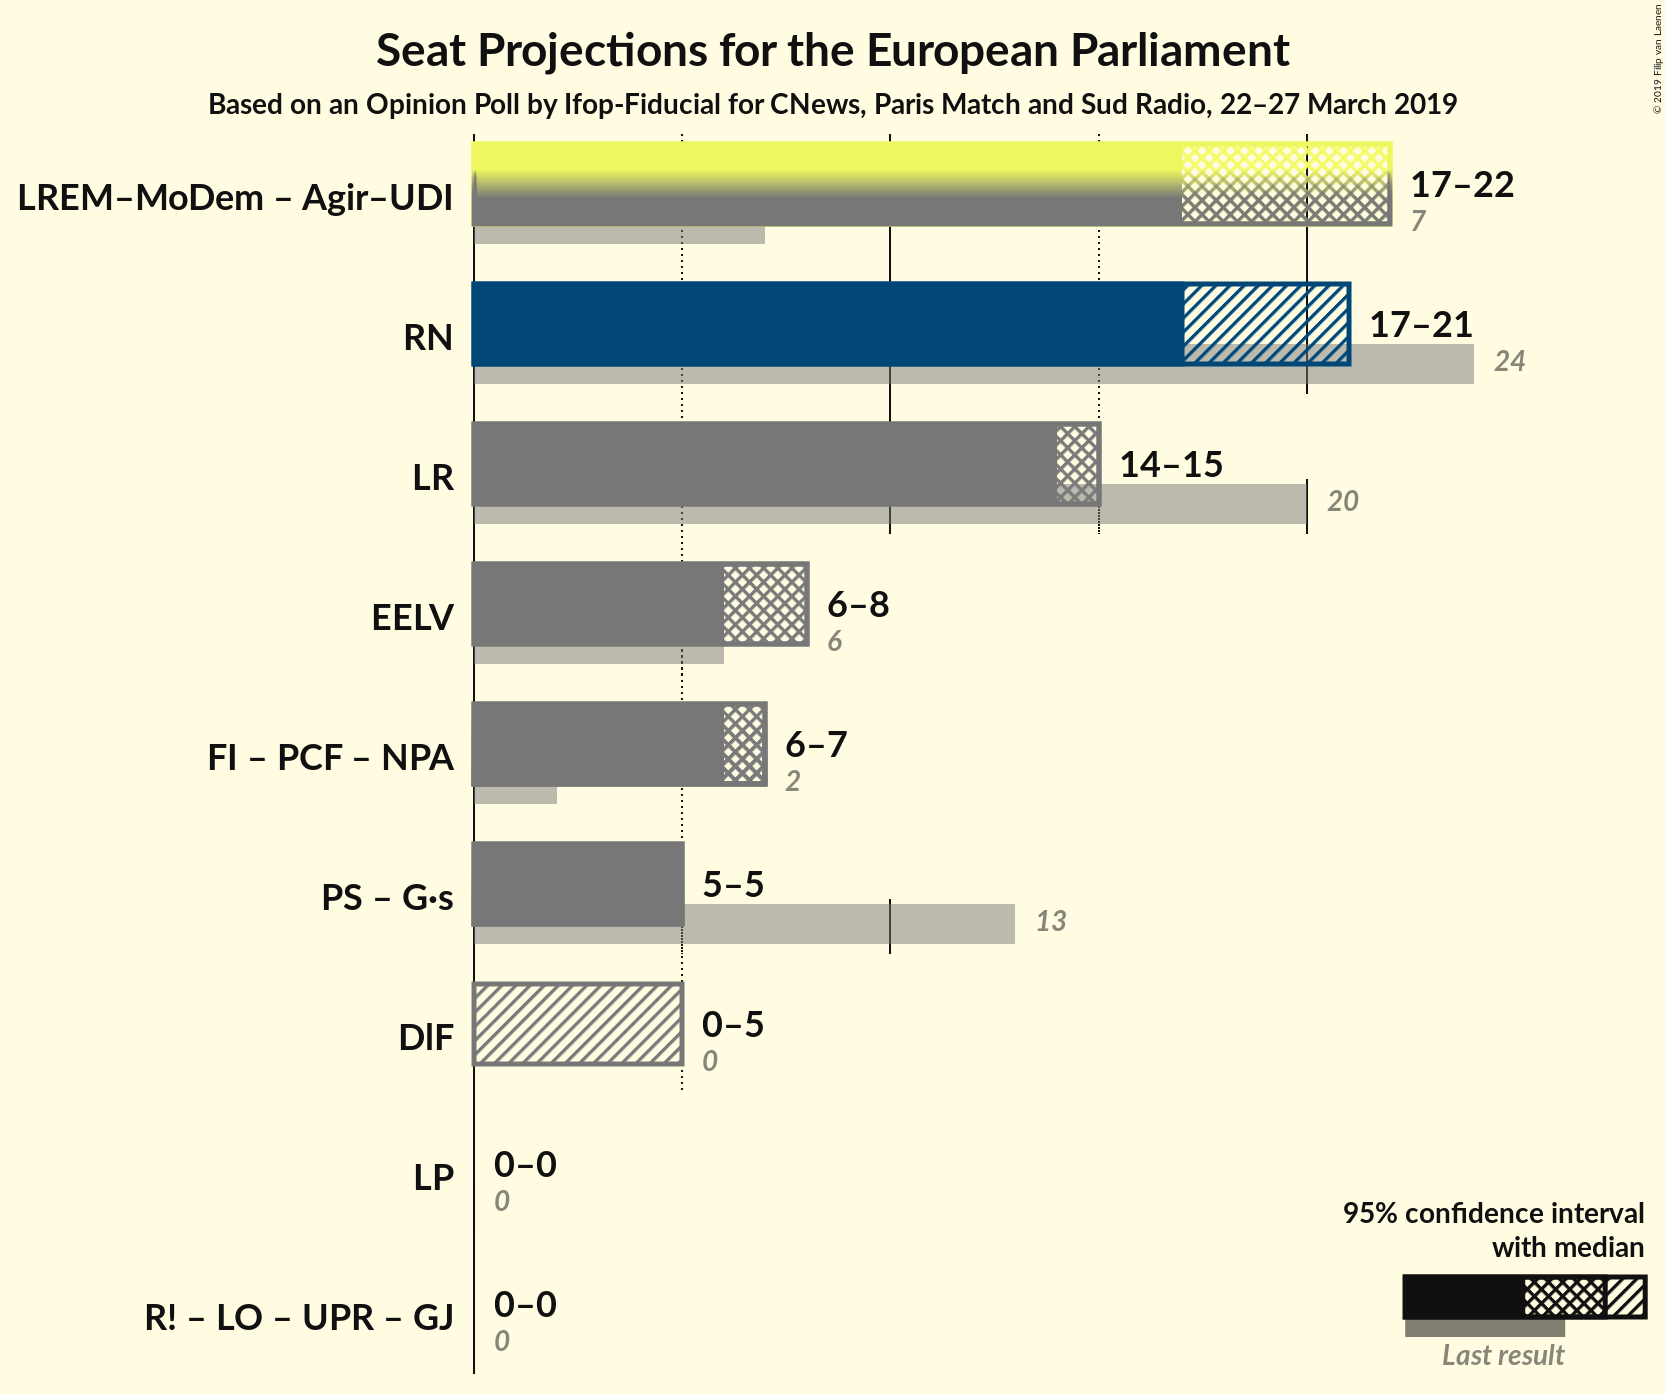 Seat Projections for the European Parliament
Based on an Opinion Poll by Ifop-Fiducial for CNews, Paris Match and Sud Radio, 22–27 March 2019
© 2019 Filip van Laenen
LREM–MoDem – Agir–UDI
17–22
7
RN
17–21
24
LR
14–15
20
EELV
6–8
6
FI – PCF – NPA
6–7
2
PS – G·s
5–5
13
DlF
0–5
0
LP
0–0
0
R! – LO – UPR – GJ
0–0
0
95% confidence interval
with median
Last result